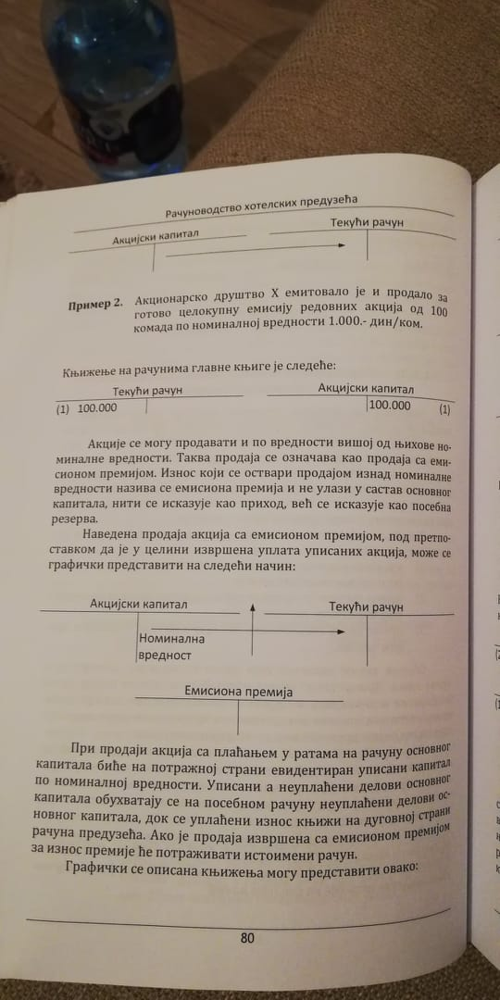 Рачуноводство хотелских предузећа
Акцијски капитал Текући рачун
Пример 2. Акционарско друштво X емитовало је и продало за
готово целокупну емисију редовних акција од 100
комада по номиналној вредности 1.000.- дин/ком.
Књижење на рачунима главне књиге је следеће:
Текући рачун Акцијски капитал
(1) 100.000 100.000 (1)
Акције се могу продавати и по вредности вишој од њихове но-
миналне вредности. Таква продаја се означава као продаја са еми-
сионом премијом. Износ који се оствари продајом изнад номиналне
вредности назива се емисиона премија и не улази у састав основног
капитала, нити се исказује као приход, већ се исказује као посебна
резерва.
Наведена продаја акција са емисионом премијом, под претпо-
ставком да је у целини извршена уплата уписаних акција, може се
графички представити на следећи начин:
Акцијски капитал Текући рачун
Номинална
вредност
Емисиона премија
При продаји акција са плаћањем у ратама на рачуну основног
капитала биће на потражној страни евидентиран уписани капитал
по номиналној вредности. Уписани а неуплаћени делови основног
капитала обухватају се на посебном рачуну неуплаћени делови ос-
новног капитала, док се уплаћени износ књижи на дуговној страни
рачуна предузећа. Ако је продаја извршена са емисионом премијом
за износ премије ће потраживати истоимени рачун.
Графички се описана књижења могу представити овако:
80